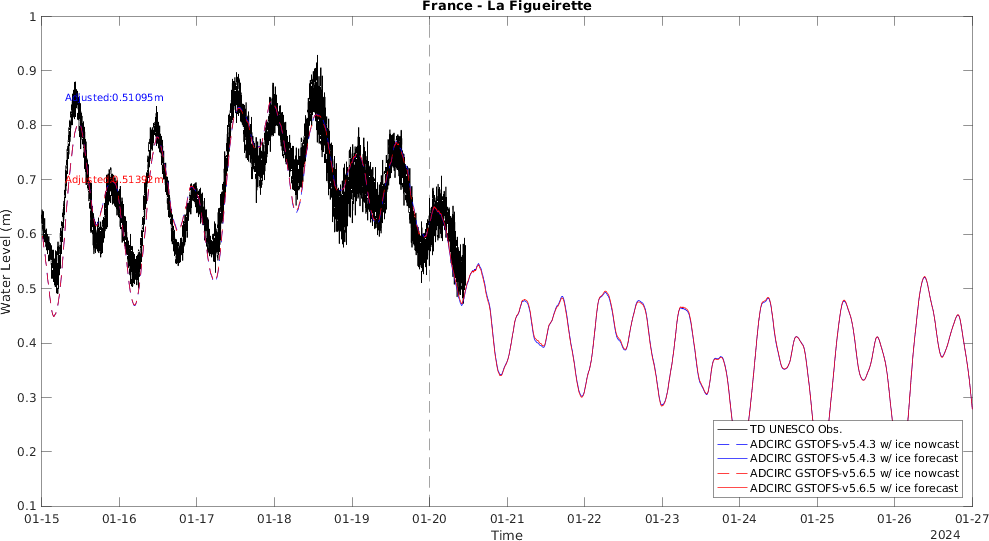 France - La Figueirette
1
0.9
0.8
0.7
0.6
0.5
0.4
0.3
0.2
0.1
Water Level (m)
Adjusted:0.51095m
Adjusted:0.51392m
TD UNESCO Obs.
ADCIRC GSTOFS-v5.4.3 w/ ice nowcast
ADCIRC GSTOFS-v5.4.3 w/ ice forecast
ADCIRC GSTOFS-v5.6.5 w/ ice nowcast
ADCIRC GSTOFS-v5.6.5 w/ ice forecast
01-15 01-16 01-17 01-18 01-19 01-20 01-21 01-22 01-23 01-24 01-25 01-26 01-27
Time
2024